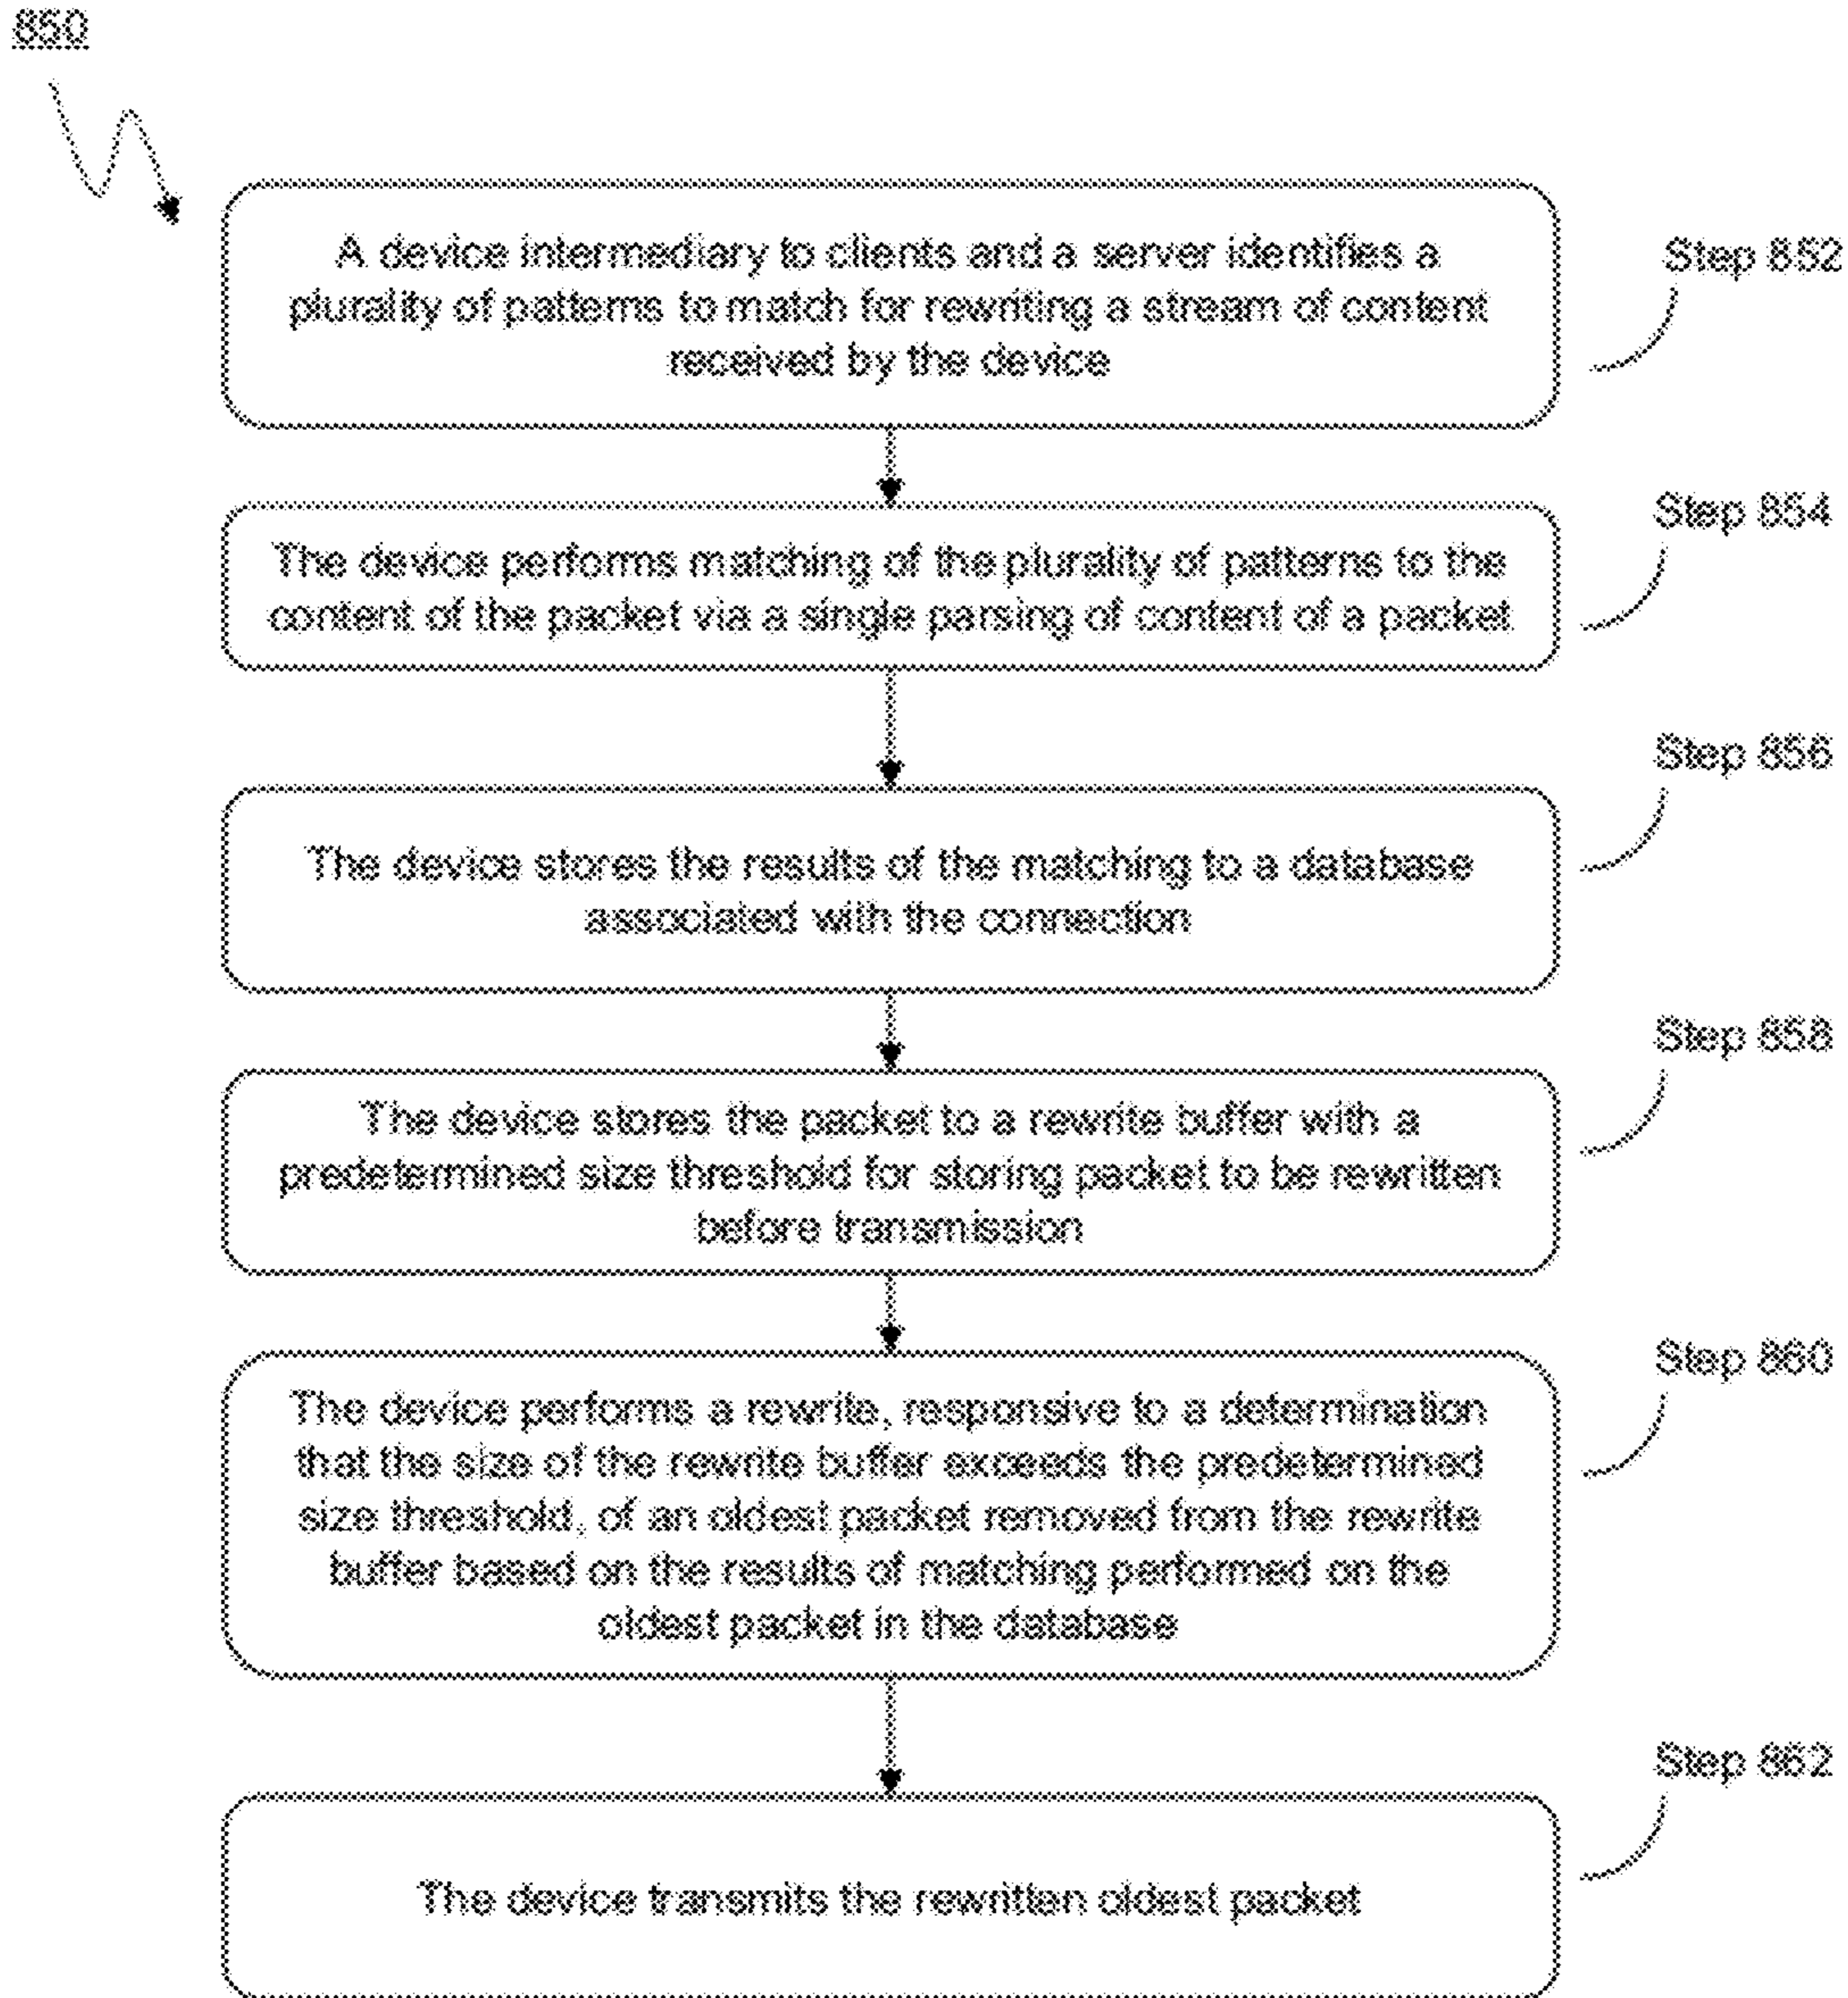 850
A device intermediary to clients and a server identifies a
plurality of patterns to match for rewriting a stream of content
received by the device
Step 852
The device performs matching of the plurality of patterns to the
content of the packet via a single parsing of content of a packet
Step 854
The device stores the results of the matching to a database
associated with the connection
Step 856
The device stores the packet to a rewrite buffer with a
predetermined size threshold for storing packet to be rewritten
before transmission
Step 858
The device performs a rewrite, responsive to a determination
that the size of the rewrite buffer exceeds the predetermined
size threshold, of an oldest packet removed from the rewrite
buffer based on the results of matching performed on the
oldest packet in the database
Step 860
The device transmits the rewritten oldest packet
Step 862